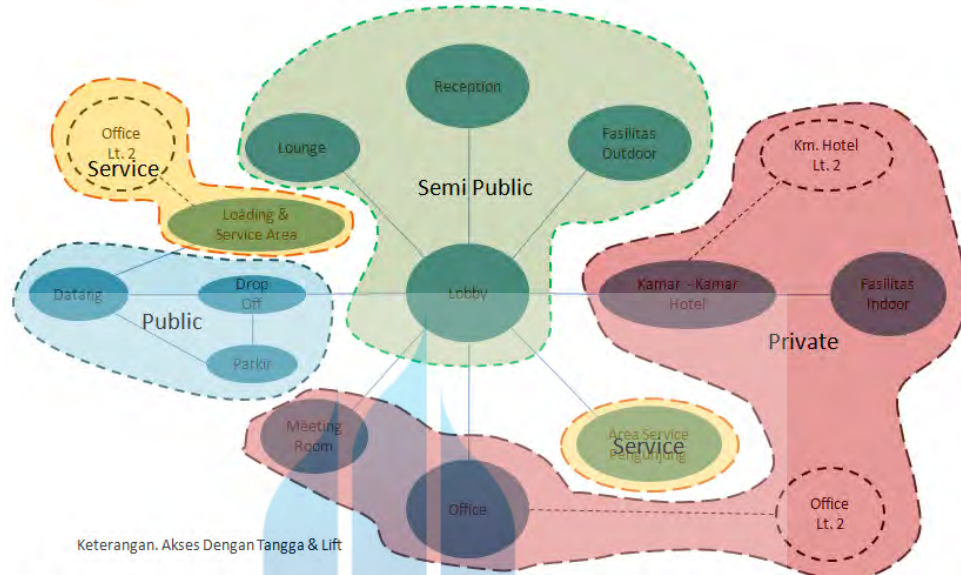 Reception
Office
Lt. 2
Service
Lounge
Fasilitas
Outdoor
Km. Hotel
Lt. 2
Semi Public
Loading &
Service Area
Datang
Drop
Off
Lobby
Kamar - Kamar
Hotel
Fasilitas
Indoor
Public
Private
Parkir
Meeting
Room
Area Service
Pengunjung
Service
Office
Office
Lt. 2
Keterangan. Akses Dengan Tangga & Lift